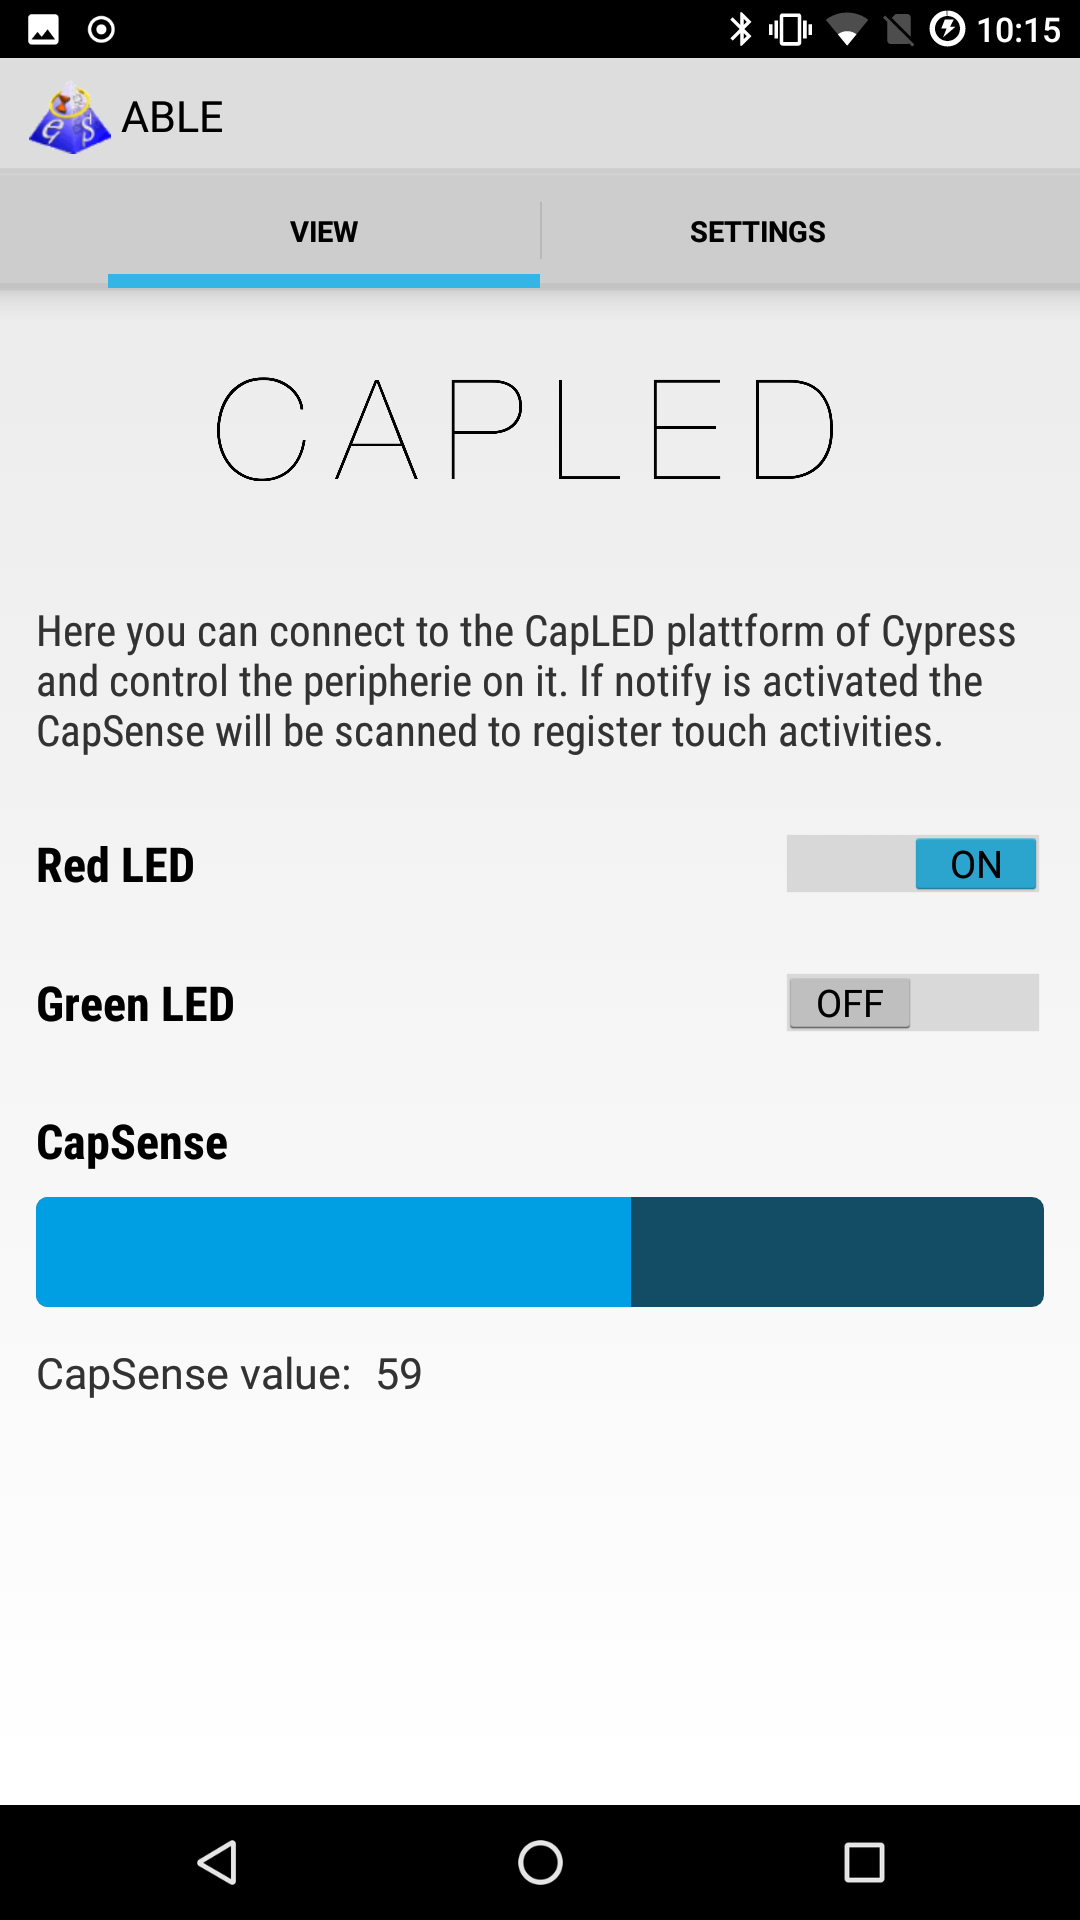 10:15
eS ABLE
VIEW SETTINGS
CAPLED
Here you can connect to the CapLED plattform of Cypress
and control the peripherie on it. If notify is activated the
CapSense will be scanned to register touch activities.
Red LED ON
Green LED OFF
CapSense
CapSense value: 59